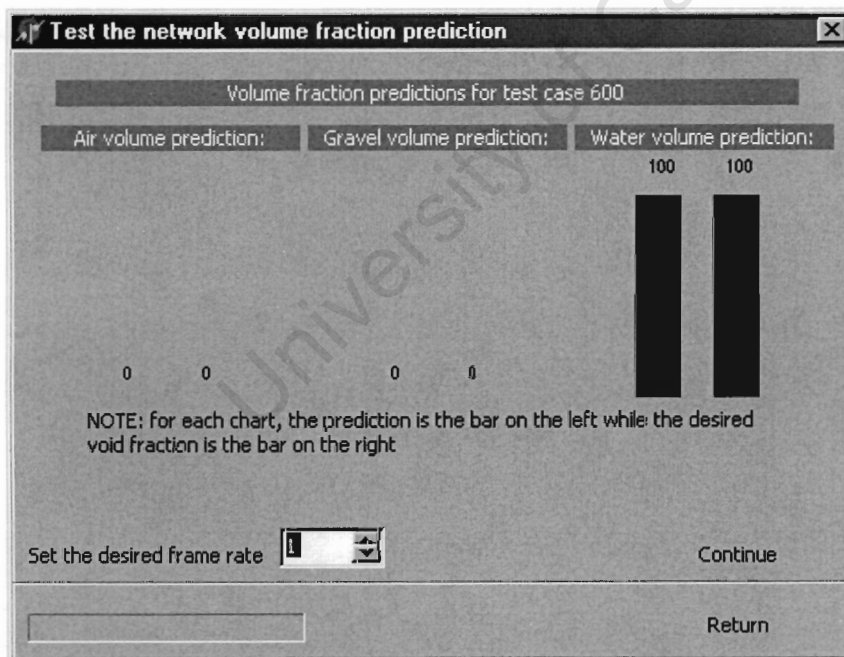 Test the network volume fraction prediction
Volume fraction predictions for test case 600
Air volume prediction:
Gravel volume prediction:
Water volume prediction:
100 100
0 0
0 0
NOTE: for each chart, the prediction is the bar on the left while the desired
void fraction is the bar on the right
Set the desired frame rate 1
Continue
Return
University of